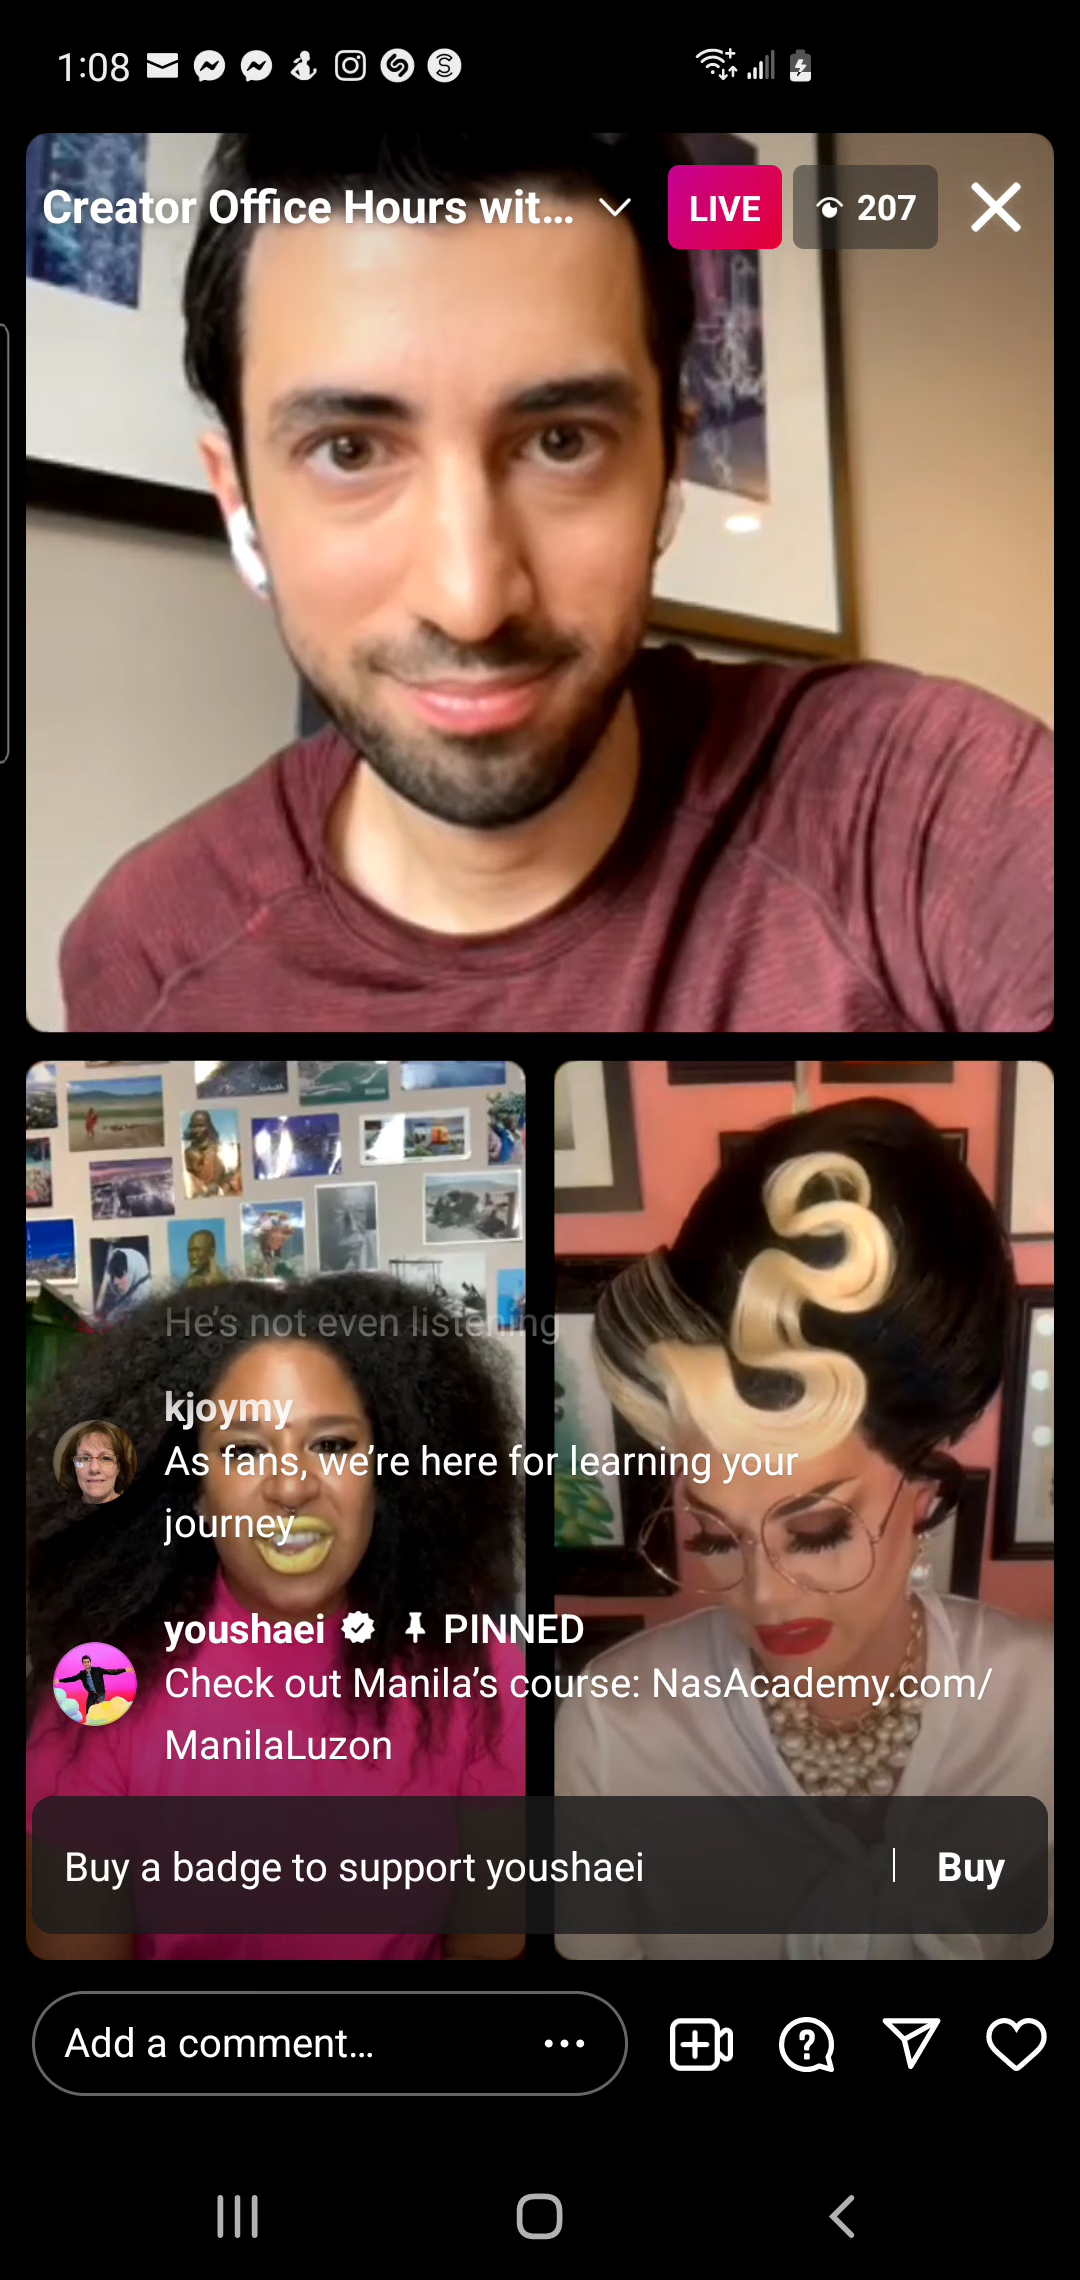 1:08
Creator Office Hours wit...
LIVE
207
He's not even listening
kjoymy
As fans, we're here for learning your
journey
youshaei PINNED
Check out Manila's course: NasAcademy.com/
ManilaLuzon
Buy a badge to support youshaei
Buy
Add a comment...